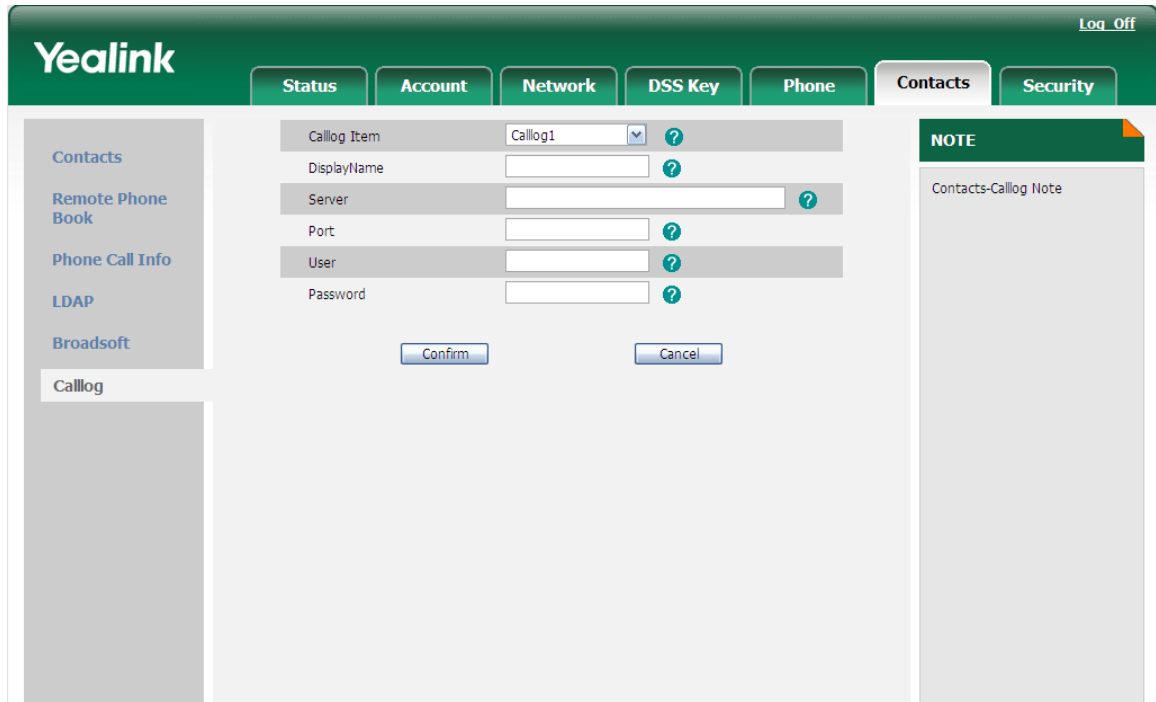 Log Off
Yealink
Status Account Network DSS Key Phone Contacts Security
Contacts
Remote Phone
Book
Phone Call Info
LDAP
Broadsoft
Calllog
Calllog Item Calllog1 ?
DisplayName ?
Server ?
Port ?
User ?
Password ?
Confirm Cancel
NOTE
Contacts-Callog Note